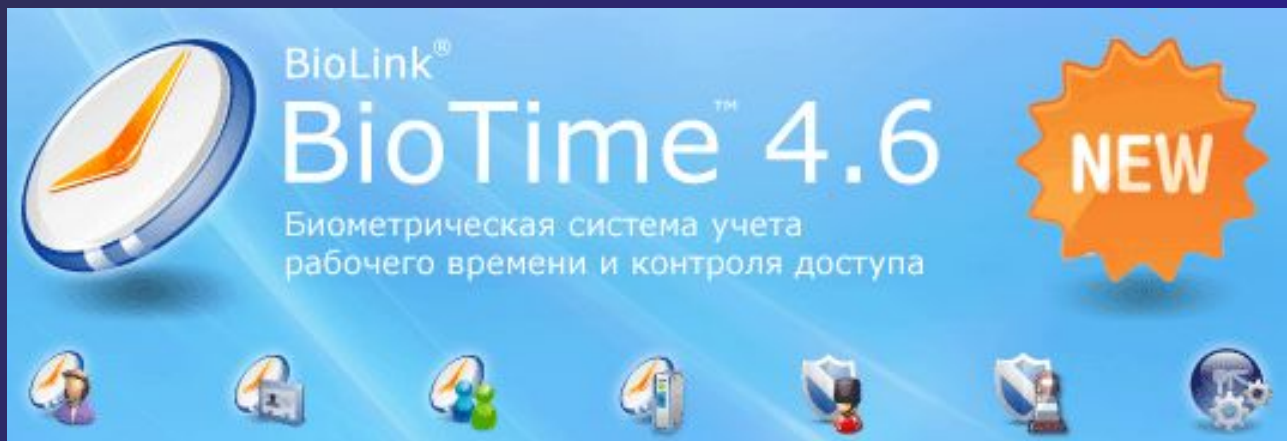 BioLink®
BioTime™ 4.6
Биометрическая система учета
рабочего времени и контроля доступа
NEW